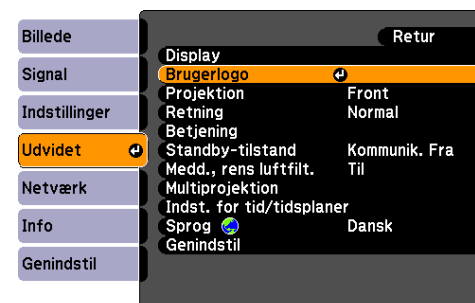 Billede
Signal
Indstillinger
Udvidet
Netværk
Info
Genindstil
Retur
Display
Brugerlogo
Projektion Front
Retning Normal
Betjening
Standby-tilstand Kommunik. Fra
Medd., rens luftfilt. Til
Multiprojektion
Indst. for tid/tidsplaner
Sprog Dansk
Genindstil